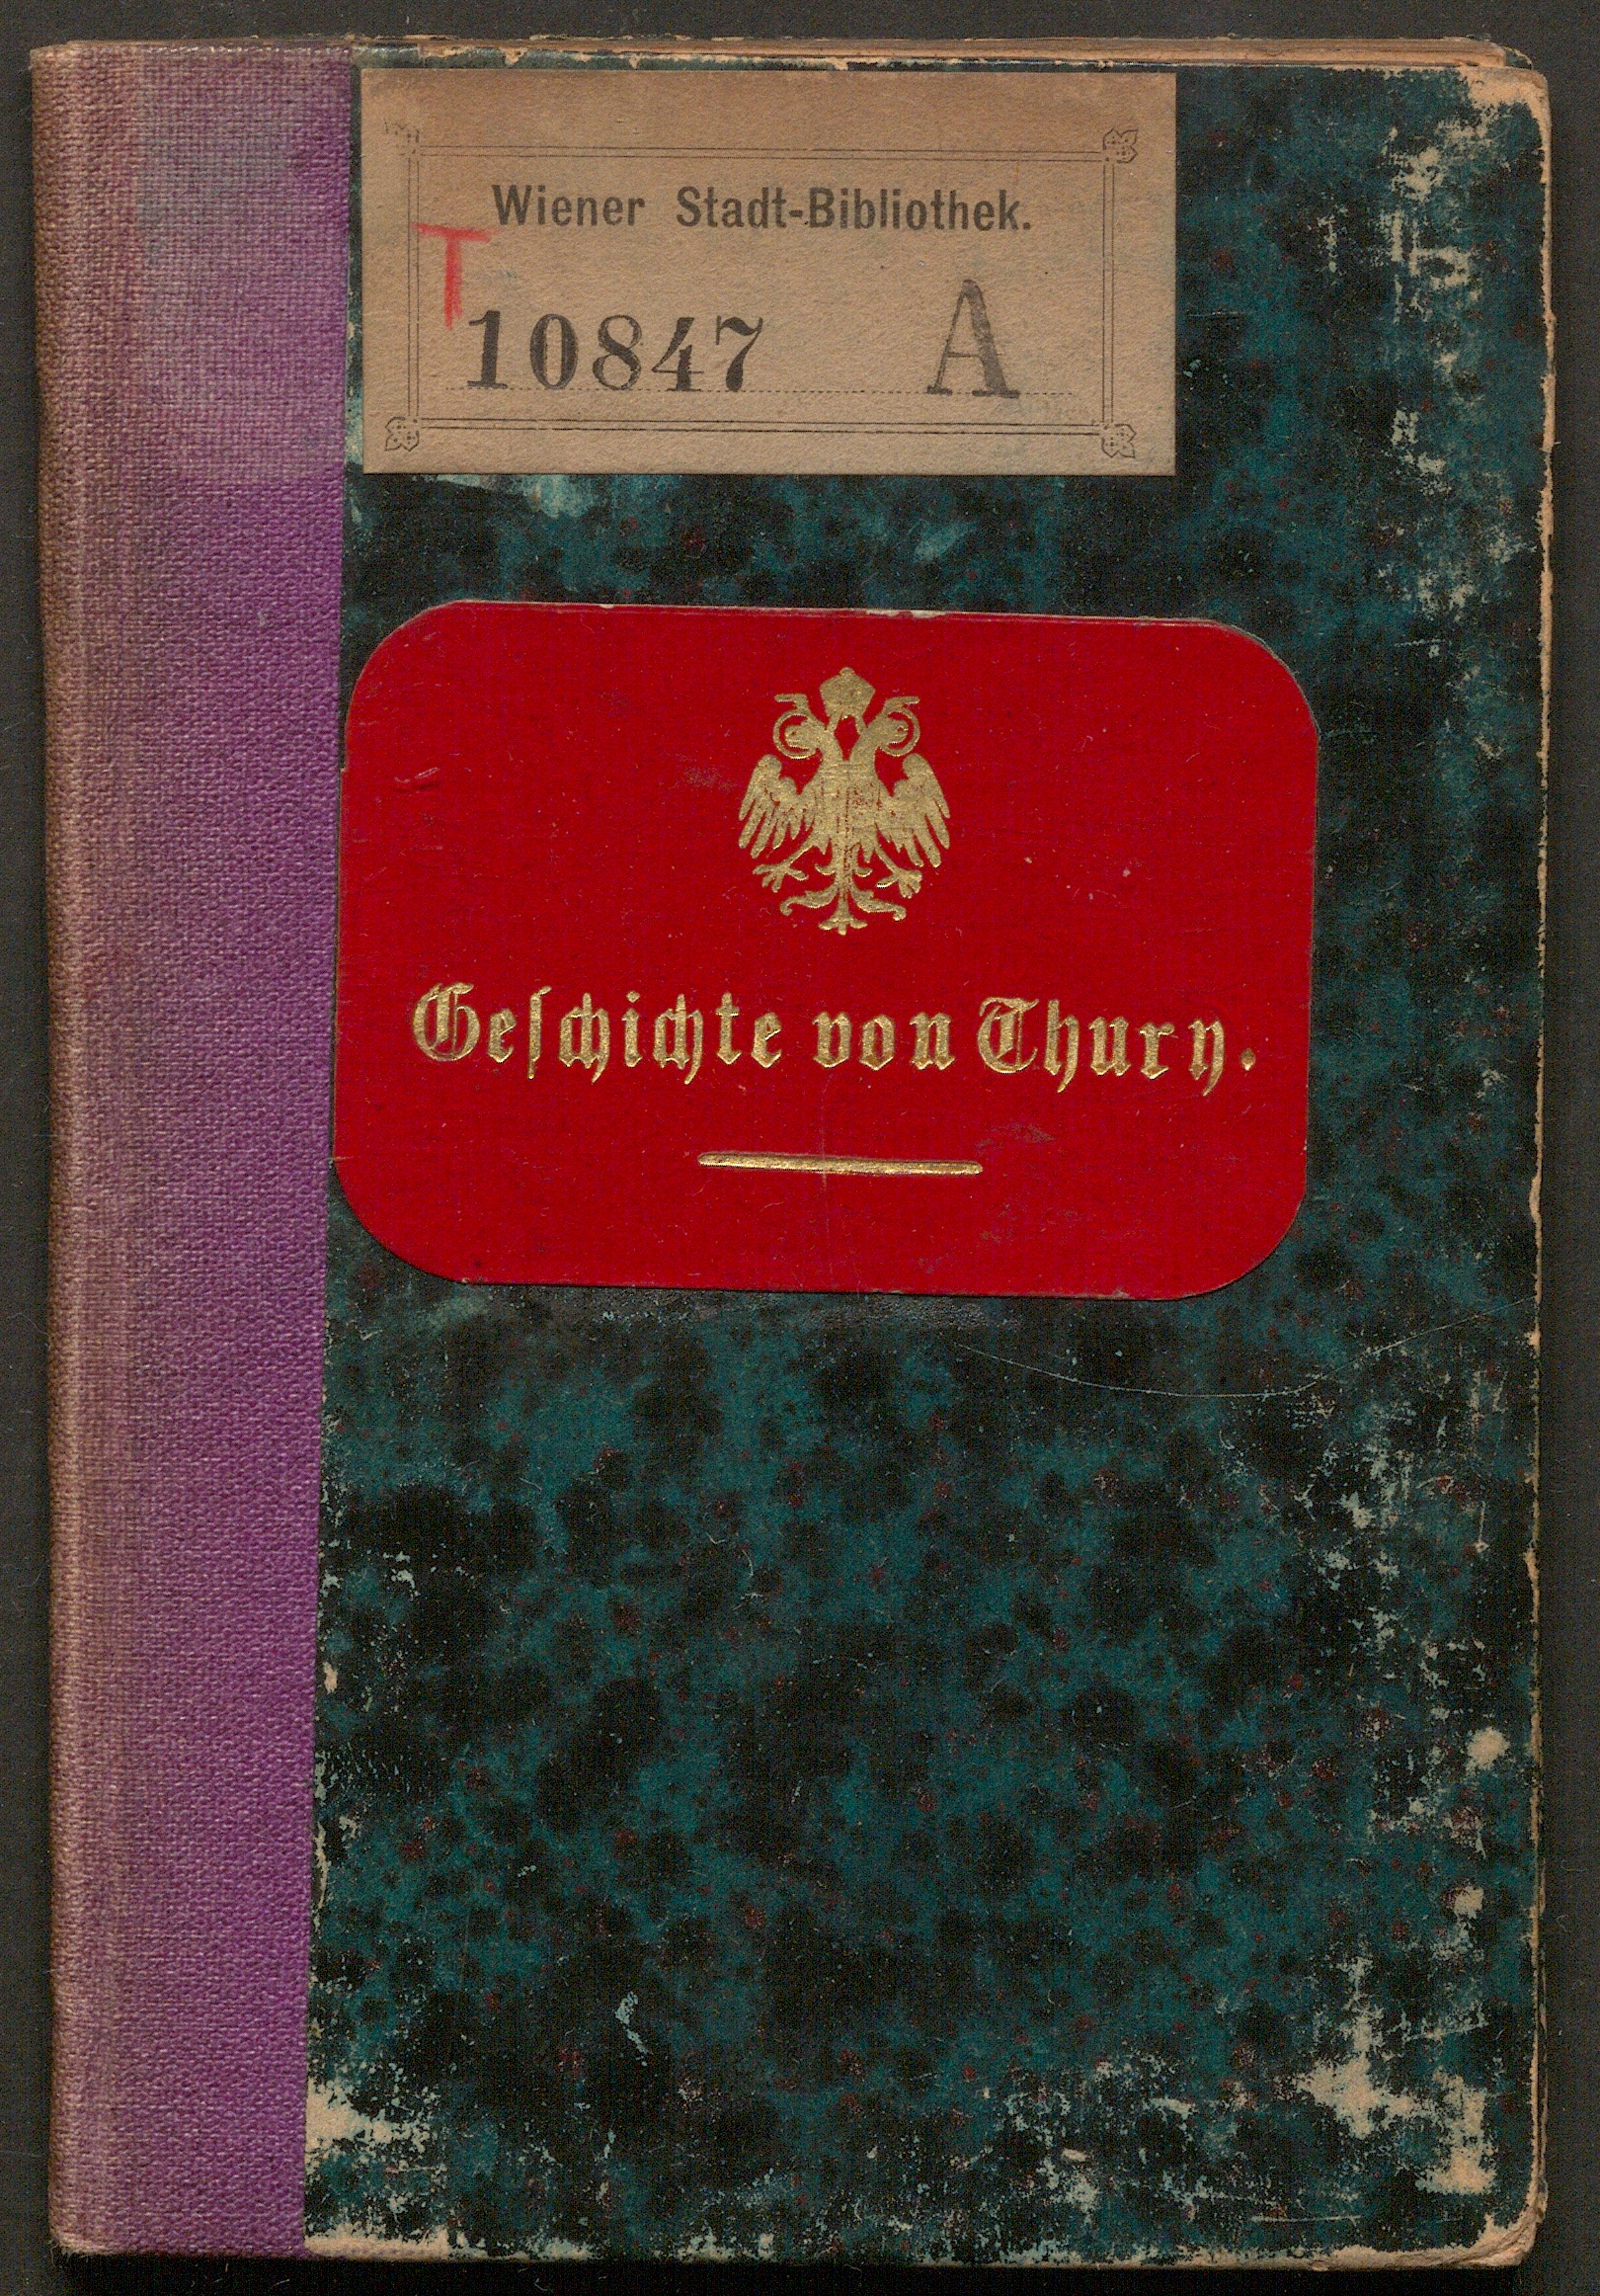 Wiener Stadt-Bibliothek.
T
10847 A
Geſchichte von Thury.